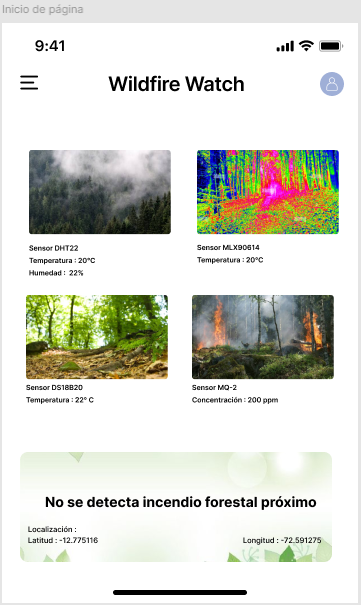 Inicio de página
9:41
Wildfire Watch
Sensor DHT22
Temperatura : 20°C
Humedad : 22%
Sensor MLX90614
Temperatura : 20°C
Sensor DS18B20
Temperatura : 22° C
Sensor MQ-2
Concentración : 200 ppm
No se detecta incendio forestal próximo
Localización :
Latitud : -12.775116
Longitud : -72.591275